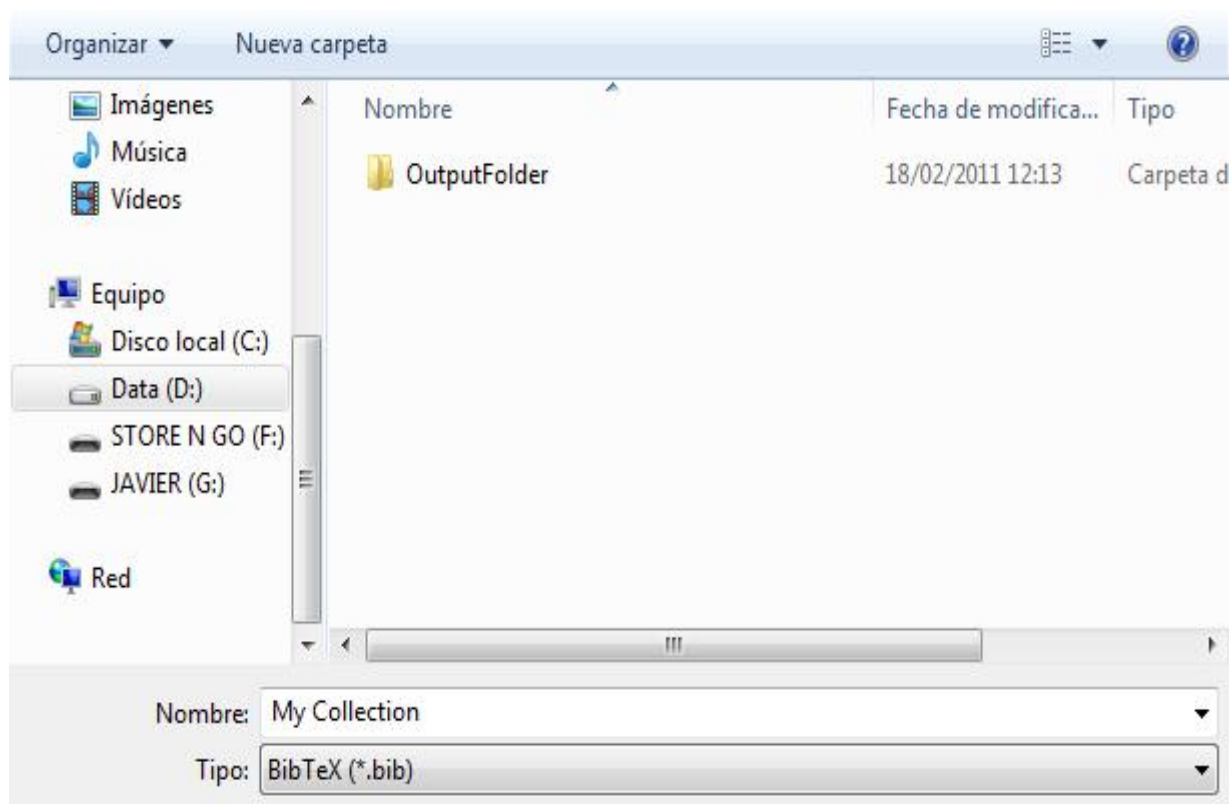 Organizar Nueva carpeta
Imágenes
Música
Vídeos
Equipo
Disco local (C:)
Data (D:)
STORE N GO (F:)
JAVIER (G:)
Red
Nombre Fecha de modifica... Tipo
OutputFolder 18/02/2011 12:13 Carpeta d
Nombre: My Collection
Tipo: BibTeX (*.bib)